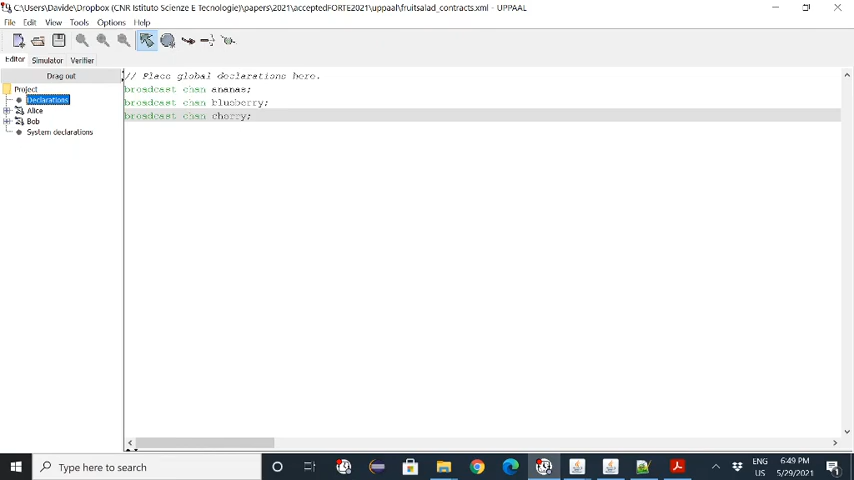 C:\Users\Davide\Dropbox (CNR Istituto Scienze E Tecnologie)\papers\2021\acceptedFORTE2021\uppaal\fruitsalad_contracts.xml - UPPAAL
File Edit View Tools Options Help
Editor Simulator Verifier
Drag out
Project
Declarations
Alice
Bob
System declarations
// Place global declarations here.
broadcast chan ananas;
broadcast chan blueberry;
broadcast chan cherry;
Type here to search
ENG
US
6:49 PM
5/29/2021
1